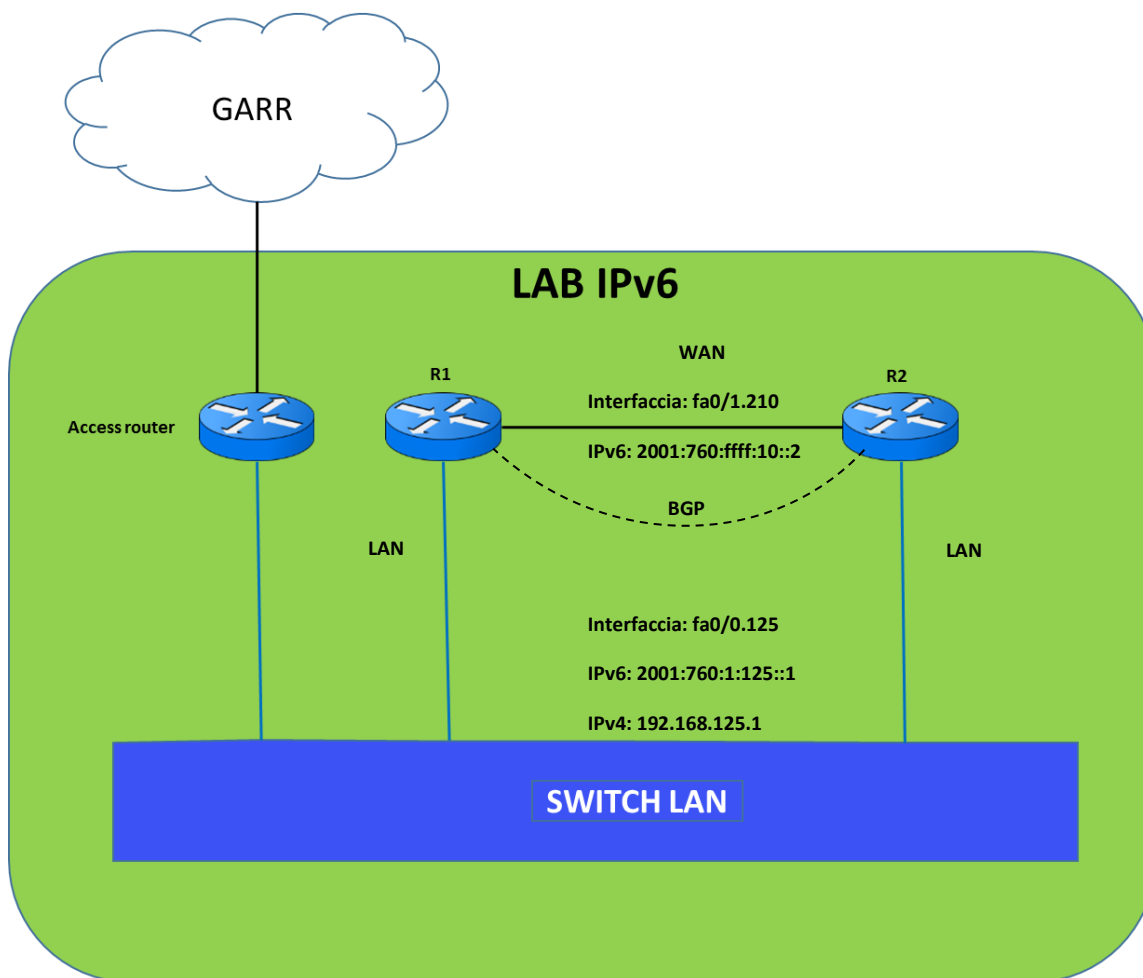 GARR
LAB IPv6
WAN
R1
R2
Interfaccia: fa0/1.210
Access router
IPv6: 2001:760:ffff:10::2
BGP
LAN
LAN
Interfaccia: fa0/0.125
IPv6: 2001:760:1:125::1
IPv4: 192.168.125.1
SWITCH LAN